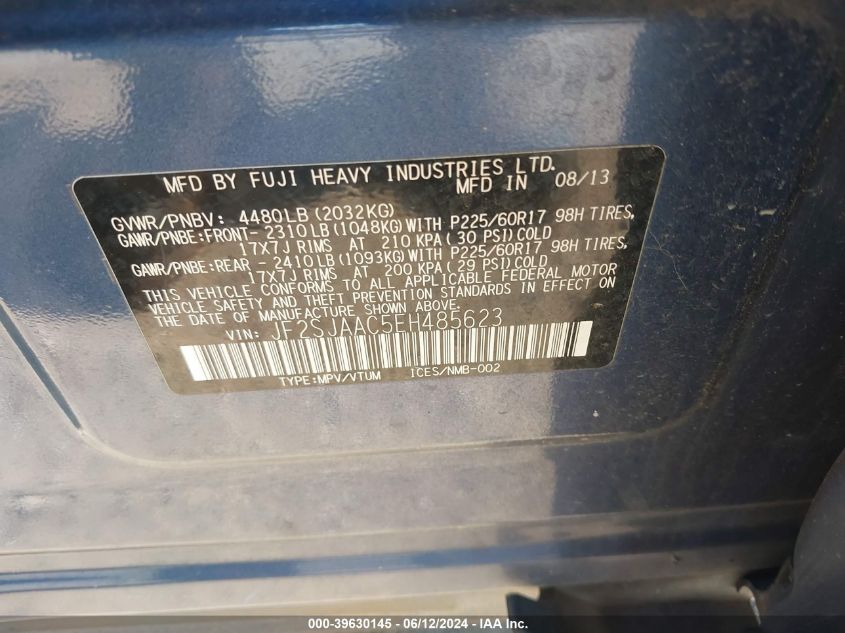 MFD BY FUJI HEAVY INDUSTRIES LTD.
MFD IN 08/13
GVWR/PNBV: 4480LB(2032KG)
GAWR/PNBE:FRONT- 2310LB(1048KG)WITH P225/60R17 98H TIRES,
17X7J RIMS AT 210 KPA(30 PSI)COLD
GAWR/PNBE:REAR - 2410LB(1093KG)WITH P225/60R17 98H TIRES,
17X7J RIMS AT 200 KPA(29 PSI)COLD
THIS VEHICLE CONFORMS TO ALL APPLICABLE FEDERAL MOTOR
VEHICLE SAFETY AND THEFT PREVENTION STANDARDS IN EFFECT ON
THE DATE OF MANUFACTURE SHOWN ABOVE.
VIN: JF2SJAAC5EH485623
TYPE:MPV/VTUM ICES/NMB-002
000-39630145 - 06/12/2024 - IAA Inc.